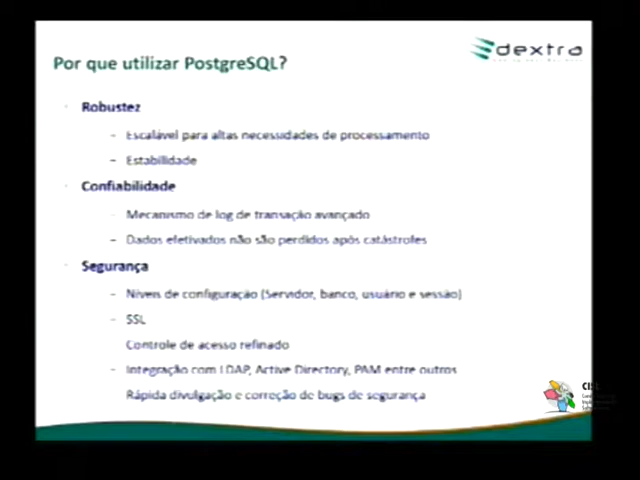 dextra
Por que utilizar PostgreSQL?
Robustez
– Escalável para altas necessidades de processamento
– Estabilidade
Confiabilidade
Mecanismo de log de transação avançado
– Dados efetivados não são perdidos após catástrofes
Segurança
– Níveis de configuração (Servidor, banco, usuário e sessão)
– SSL
Controle de acesso refinado
– Integração com LDAP, Active Directory, PAM entre outros
Rápida divulgação e correção de bugs de segurança